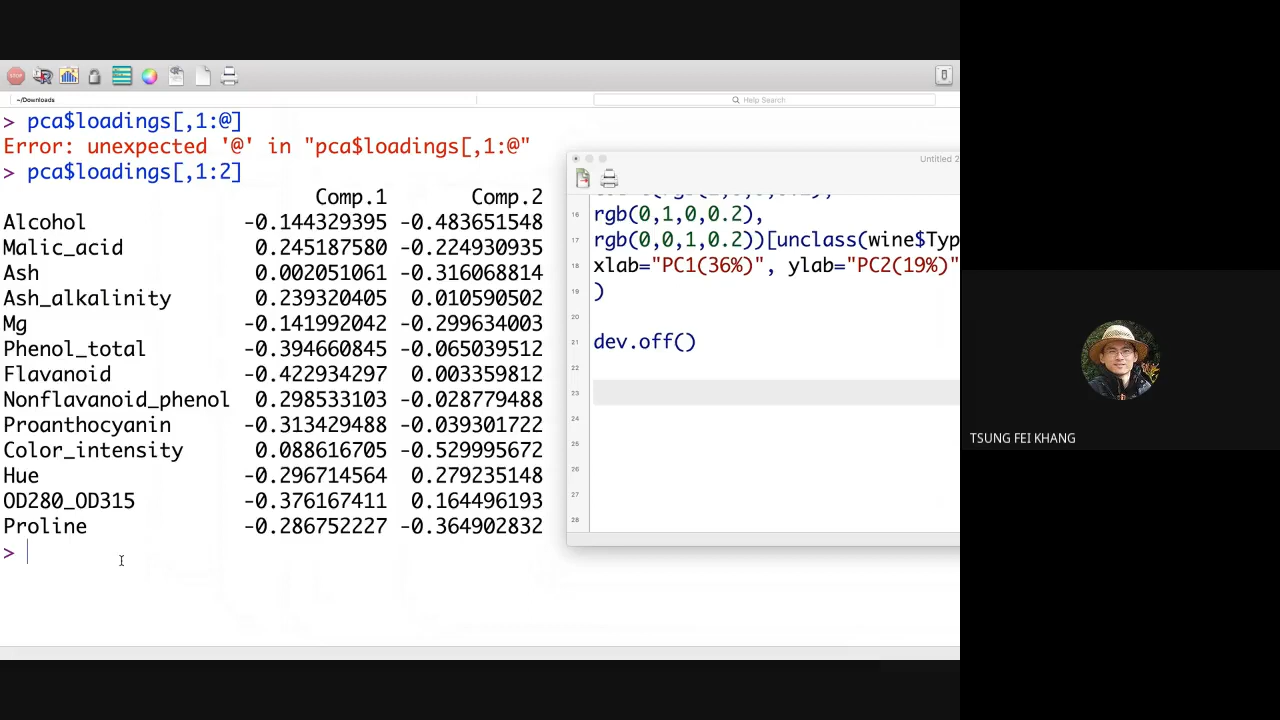 STOP
~/Downloads
Help Search
> pca$loadings[,1:@]
Error: unexpected '@' in "pca$loadings[,1:@"
> pca$loadings[,1:2]
Comp.1 Comp.2
Alcohol -0.144329395 -0.483651548
Malic_acid 0.245187580 -0.224930935
Ash 0.002051061 -0.316068814
Ash_alkalinity 0.239320405 0.010590502
Mg -0.141992042 -0.299634003
Phenol_total -0.394660845 -0.065039512
Flavanoid -0.422934297 0.003359812
Nonflavanoid_phenol 0.298533103 -0.028779488
Proanthocyanin -0.313429488 -0.039301722
Color_intensity 0.088616705 -0.529995672
Hue -0.296714564 0.279235148
OD280_OD315 -0.376167411 0.164496193
Proline -0.286752227 -0.364902832
>
Untitled 2
16 rgb(0,1,0,0.2),
17 rgb(0,0,1,0.2))[unclass(wine$Typ
18 xlab="PC1(36%)", ylab="PC2(19%)"
19 )
20
21 dev.off()
22
23
24
25
26
27
28
TSUNG FEI KHANG